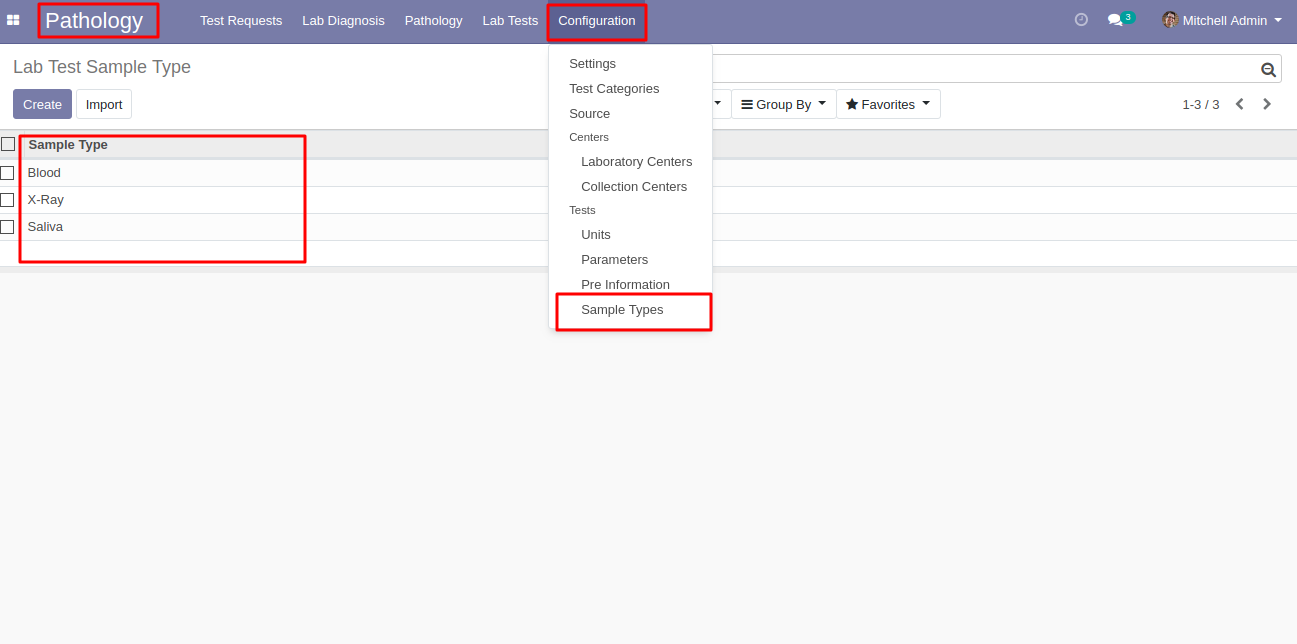 Pathology Test Requests Lab Diagnosis Pathology Lab Tests Configuration 3 Mitchell Admin
Lab Test Sample Type
Create Import
Group By Favorites 1-3 / 3
Sample Type
Blood
X-Ray
Saliva
Settings
Test Categories
Source
Centers
Laboratory Centers
Collection Centers
Tests
Units
Parameters
Pre Information
Sample Types